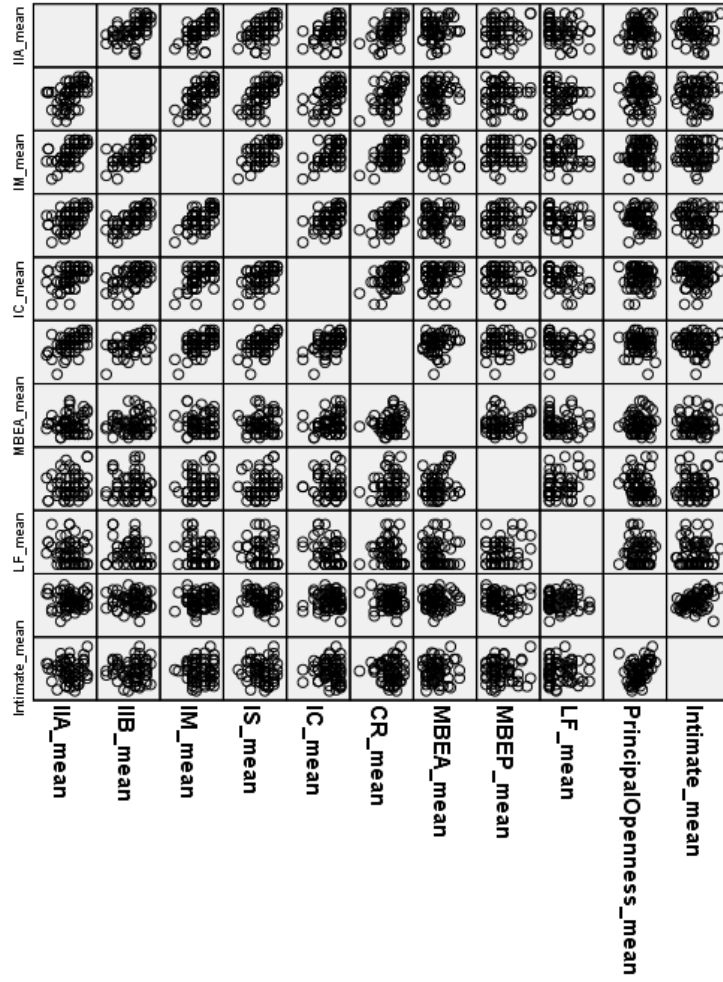 IIA_mean
IM_mean
IC_mean
MBEA_mean
LF_mean
Intimate_mean
IIA_mean
IIB_mean
IM_mean
IS_mean
IC_mean
CR_mean
MBEA_mean
MBEP_mean
LF_mean
PrincipalOpenness_mean
Intimate_mean